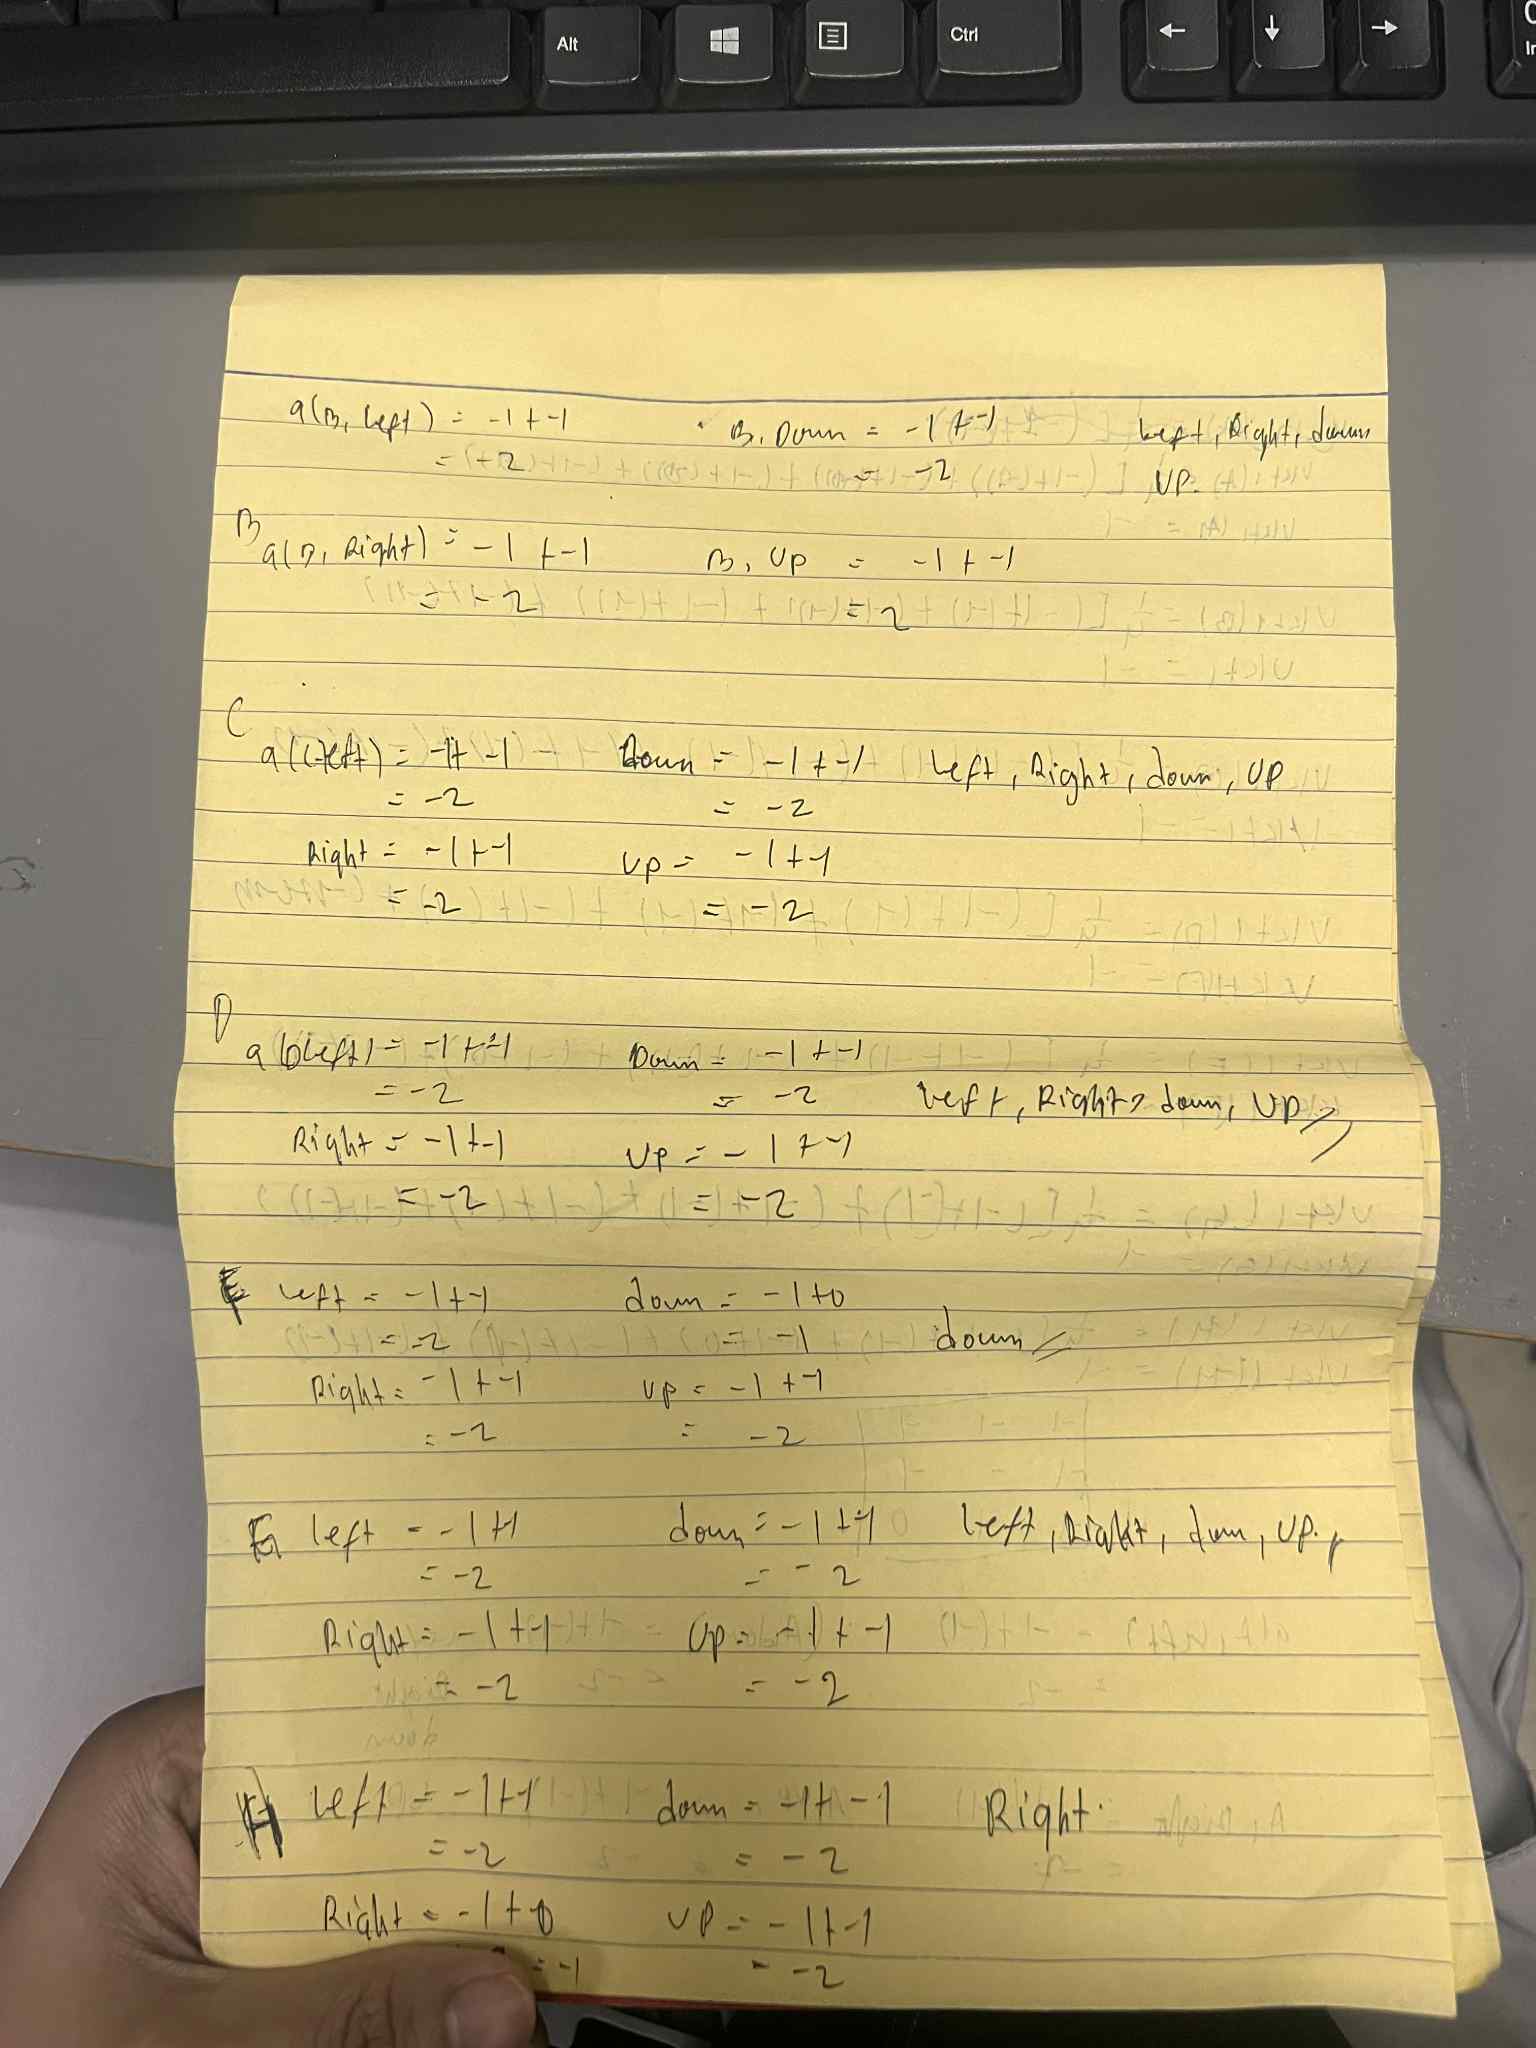 Alt
Ctrl
← ↓ →
q(B, left) = -1 + -1 B, Down = -1 + -1 left, Right, down
= -2 UP.
= -2
B
q(B, Right) = -1 + -1 B, UP = -1 + -1
= -2 = -2
C
q(C, left) = -1 + -1 Down = -1 + -1 left, Right, down, UP
= -2 = -2
Right = -1 + -1 UP = -1 + -1
= -2 = -2
D
q(D left) = -1 + -1 Down = -1 + -1
= -2 = -2 left, Right, down, UP
Right = -1 + -1 UP = -1 + -1
= -2 = -2
F left = -1 + -1 down = -1 + 0
= -2 = -1 down
Right = -1 + -1 UP = -1 + -1
= -2 = -2
G left = -1 + -1 down = -1 + -1 left, Right, down, UP.
= -2 = -2
Right = -1 + -1 UP = -1 + -1
= -2 = -2
H left = -1 + -1 down = -1 + -1 Right.
= -2 = -2
Right = -1 + 0 UP = -1 + -1
= -1 = -2